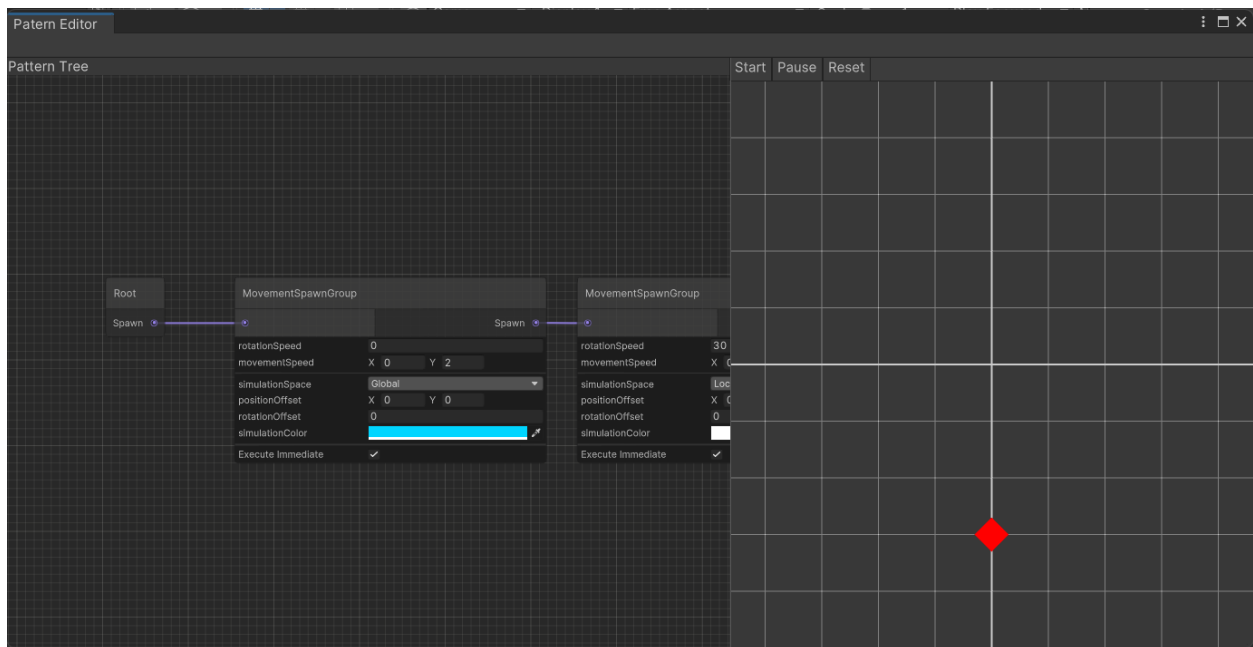 Patern Editor
Pattern Tree
Start Pause Reset
Root
Spawn
MovementSpawnGroup
Spawn
rotationSpeed 0
movementSpeed X 0 Y 2
simulationSpace Global
positionOffset X 0 Y 0
rotationOffset 0
simulationColor
Execute Immediate
MovementSpawnGroup
rotationSpeed 30
movementSpeed X
simulationSpace Loc
positionOffset X
rotationOffset 0
simulationColor
Execute Immediate